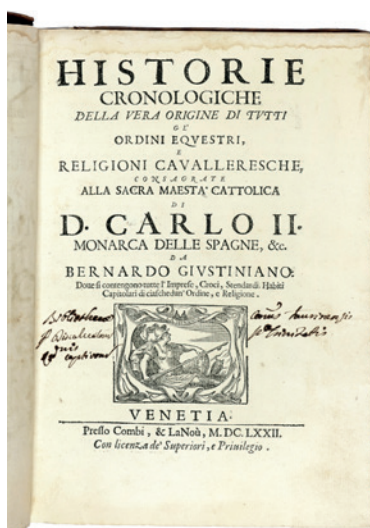 HISTORIE
CRONOLOGICHE
DELLA VERA ORIGINE DI TVTTI
GL'
ORDINI EQVESTRI,
E
RELIGIONI CAVALLERESCHE,
CONSAGRATE
ALLA SACRA MAESTA' CATTOLICA
DI
D. CARLO II.
MONARCA DELLE SPAGNE, &c.
DA
BERNARDO GIVSTINIANO:
Doue si contengono tutte l' Imprese, Croci, Stendardi. Habiti
Capitolari di ciaschedun' Ordine, e Religione.
VENETIA.
Presso Combi, & LaNoù, M.DC.LXXII.
Con licenza de' Superiori, e Priuilegio.